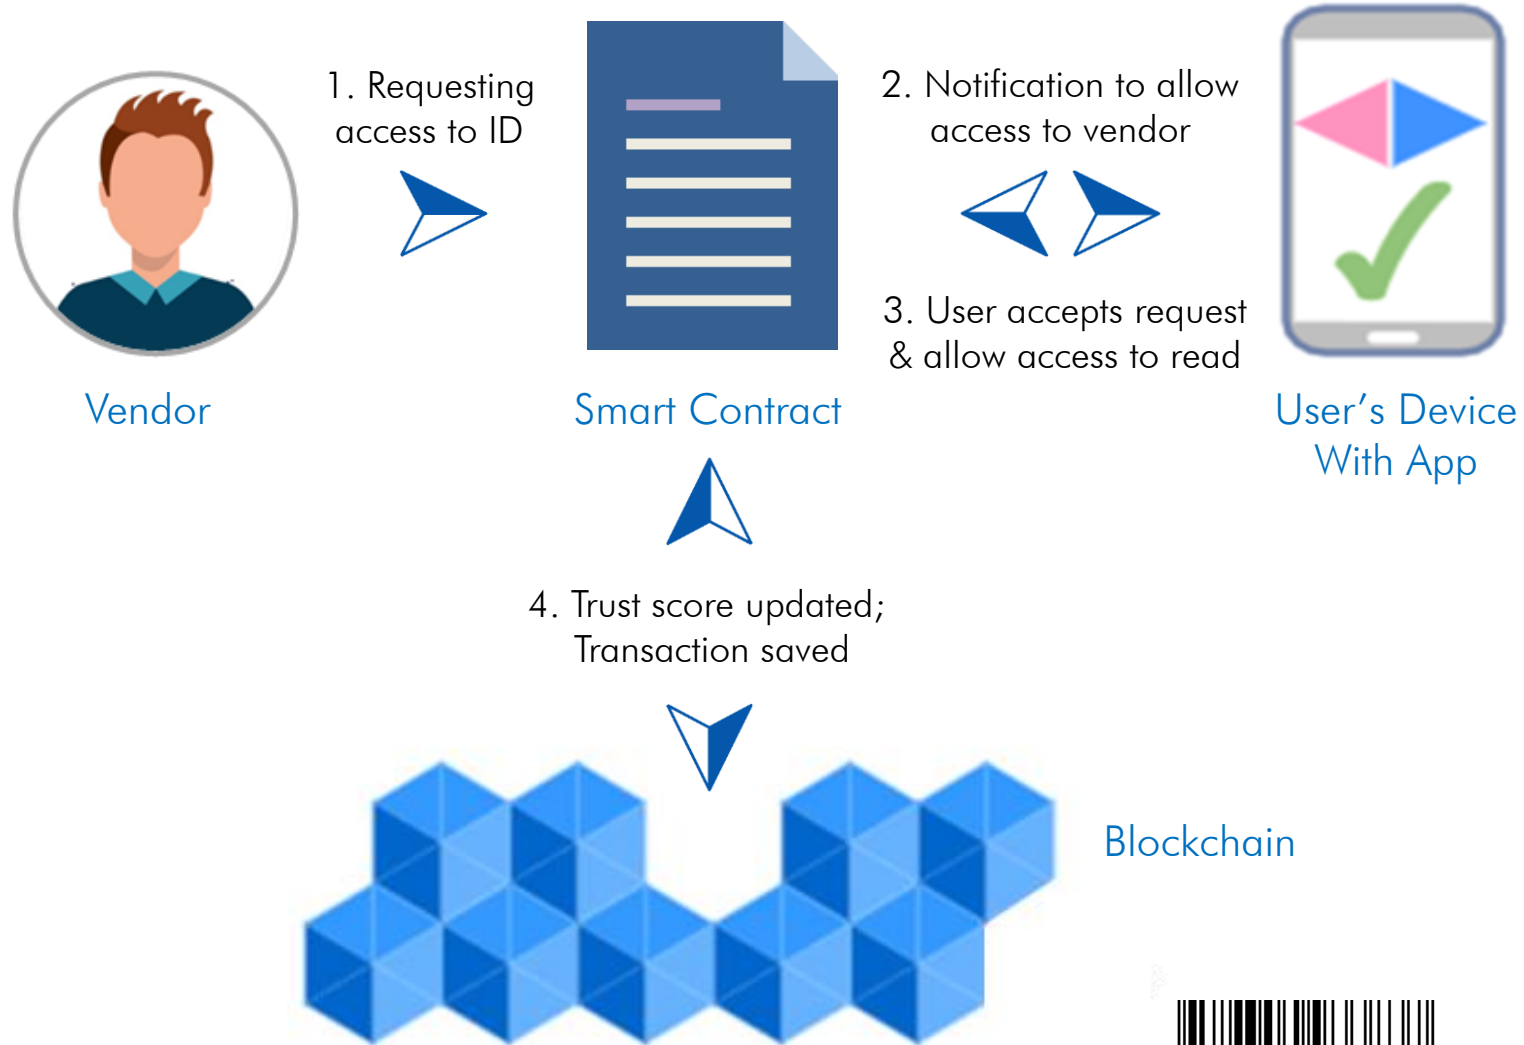 1. Requesting
access to ID
2. Notification to allow
access to vendor
3. User accepts request
& allow access to read
Vendor
Smart Contract
User's Device
With App
4. Trust score updated;
Transaction saved
Blockchain